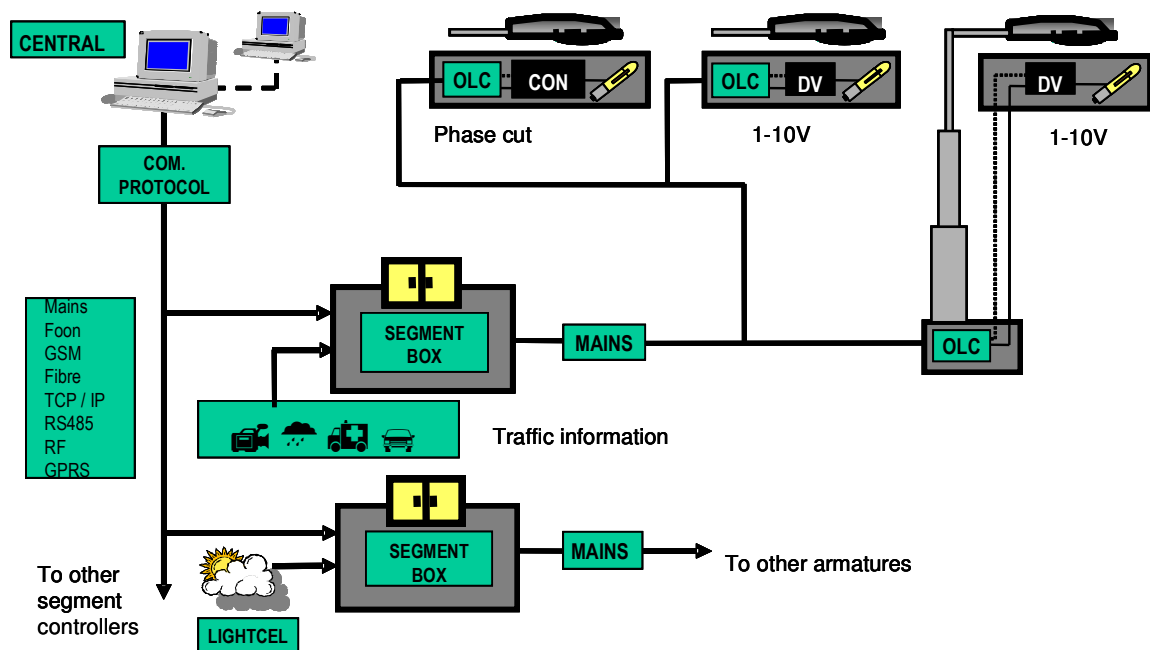 CENTRAL
OLC
CON
OLC
DV
DV
Phase cut
1-10V
1-10V
COM.
PROTOCOL
Mains
Foon
GSM
Fibre
TCP / IP
RS485
RF
GPRS
SEGMENT
BOX
MAINS
OLC
Traffic information
SEGMENT
BOX
MAINS
To other armatures
To other
segment
controllers
LIGHTCEL